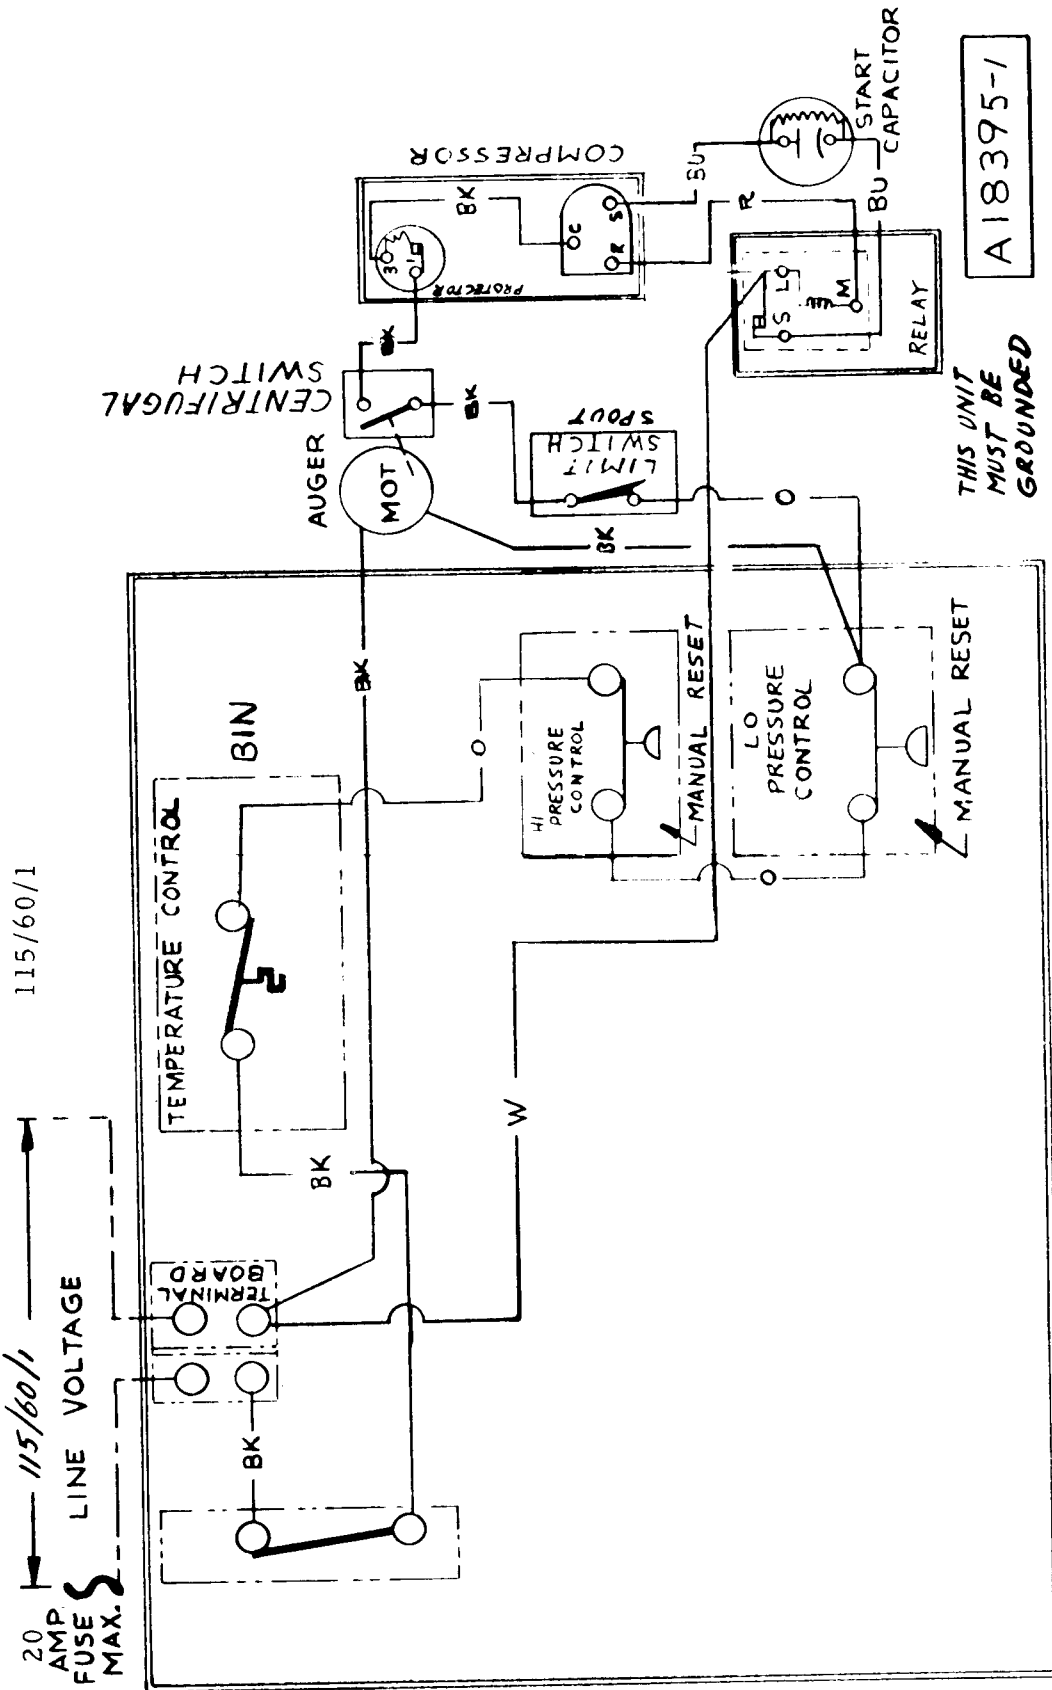 115/60/1
20
AMP
FUSE
MAX.
115/60/1
LINE VOLTAGE
TERMINAL
BOARD
BK
BK
TEMPERATURE CONTROL
BIN
BK
W
O
HI
PRESSURE
CONTROL
MANUAL RESET
O
LO
PRESSURE
CONTROL
MANUAL RESET
AUGER
MOT
BK
CENTRIFUGAL
SWITCH
BK
BK
LIMIT
SWITCH
SPOUT
O
COMPRESSOR
PROTECTOR
3
1
BK
C
S
R
BU
R
START
CAPACITOR
BU
S
L
M
RELAY
THIS UNIT
MUST BE
GROUNDED
A18395-1